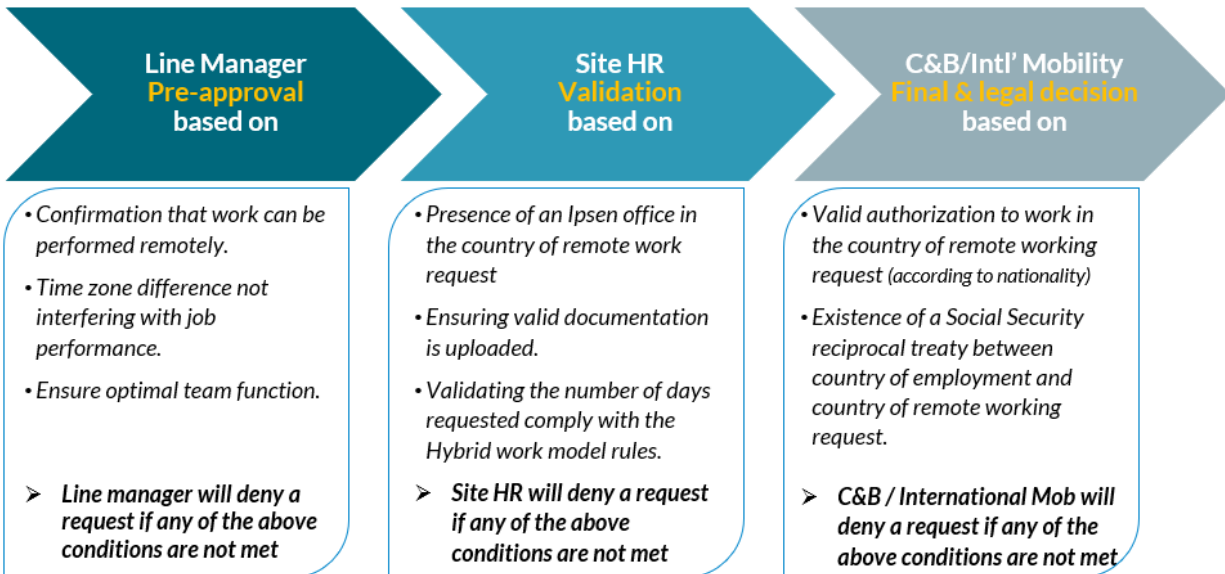 Line Manager
Pre-approval
based on
• Confirmation that work can be
performed remotely.
• Time zone difference not
interfering with job
performance.
• Ensure optimal team function.
➢ Line manager will deny a
request if any of the above
conditions are not met
Site HR
Validation
based on
• Presence of an Ipsen office in
the country of remote work
request
• Ensuring valid documentation
is uploaded.
• Validating the number of days
requested comply with the
Hybrid work model rules.
➢ Site HR will deny a request
if any of the above
conditions are not met
C&B/Intl’ Mobility
Final & legal decision
based on
• Valid authorization to work in
the country of remote working
request (according to nationality)
• Existence of a Social Security
reciprocal treaty between
country of employment and
country of remote working
request.
➢ C&B / International Mob will
deny a request if any of the
above conditions are not met